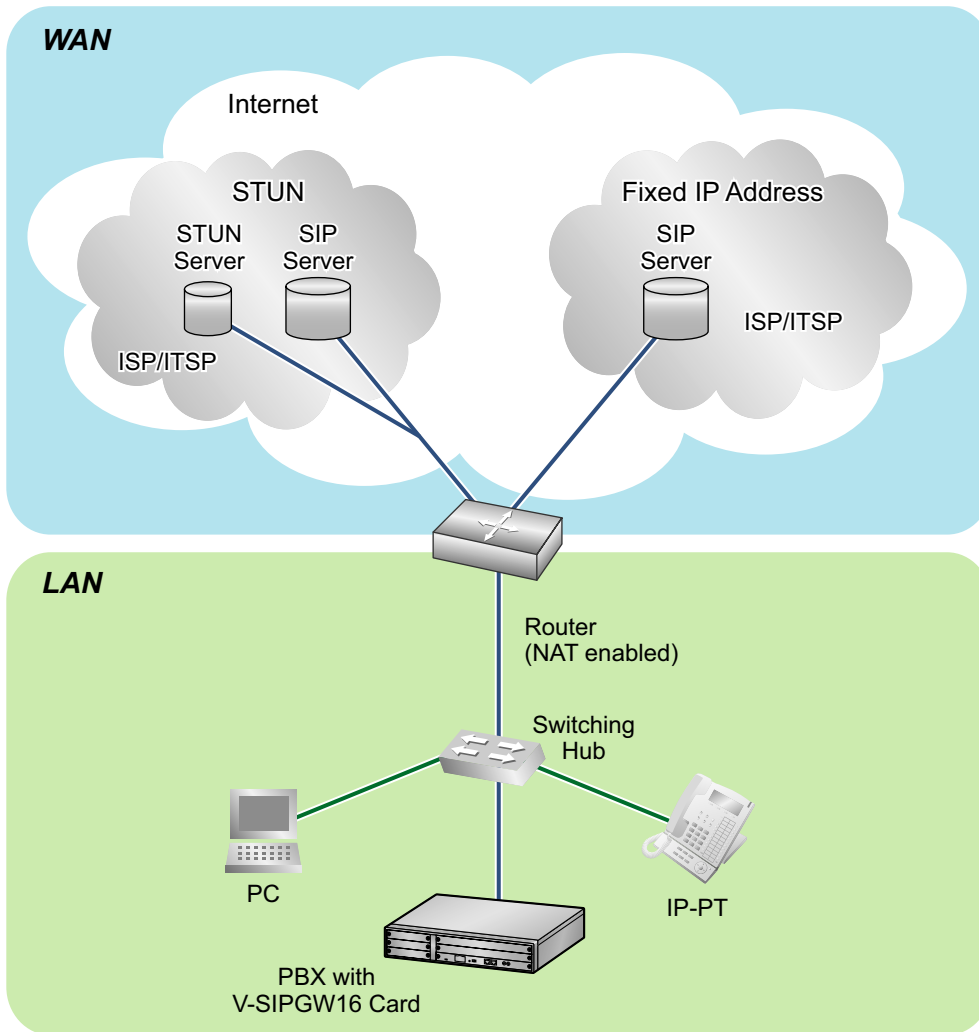 WAN
Internet
STUN
Fixed IP Address
STUN
Server
SIP
Server
SIP
Server
ISP/ITSP
ISP/ITSP
LAN
Router
(NAT enabled)
Switching
Hub
PC
IP-PT
PBX with
V-SIPGW16 Card